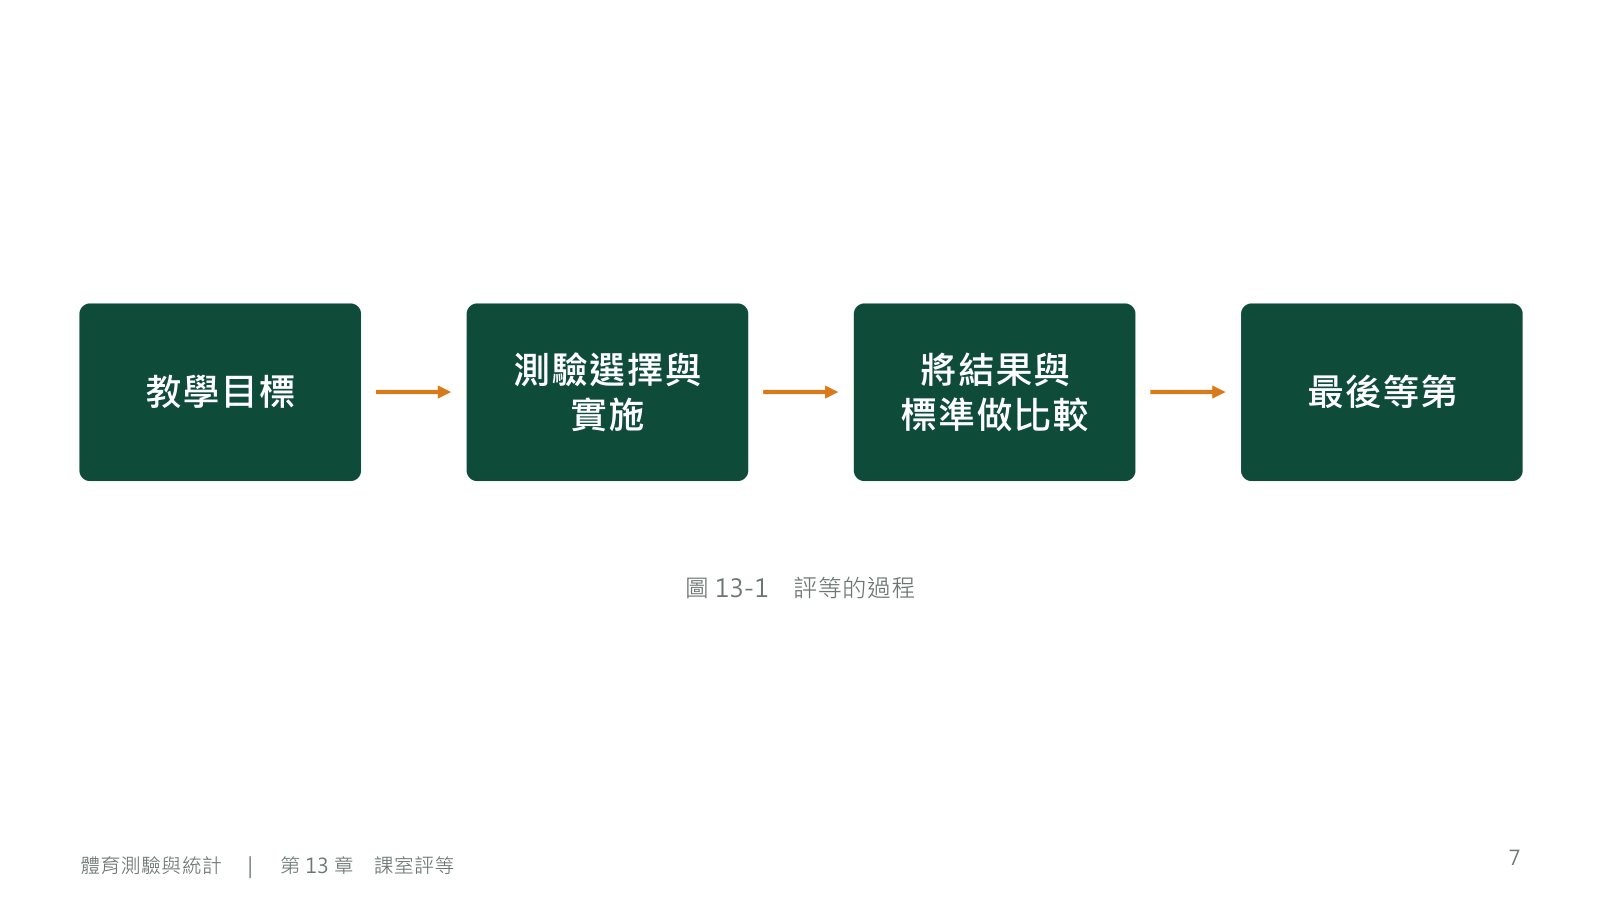 教學目標
測驗選擇與
實施
將結果與
標準做比較
最後等第
圖 13-1　評等的過程
體育測驗與統計　|　第 13 章　課室評等
7